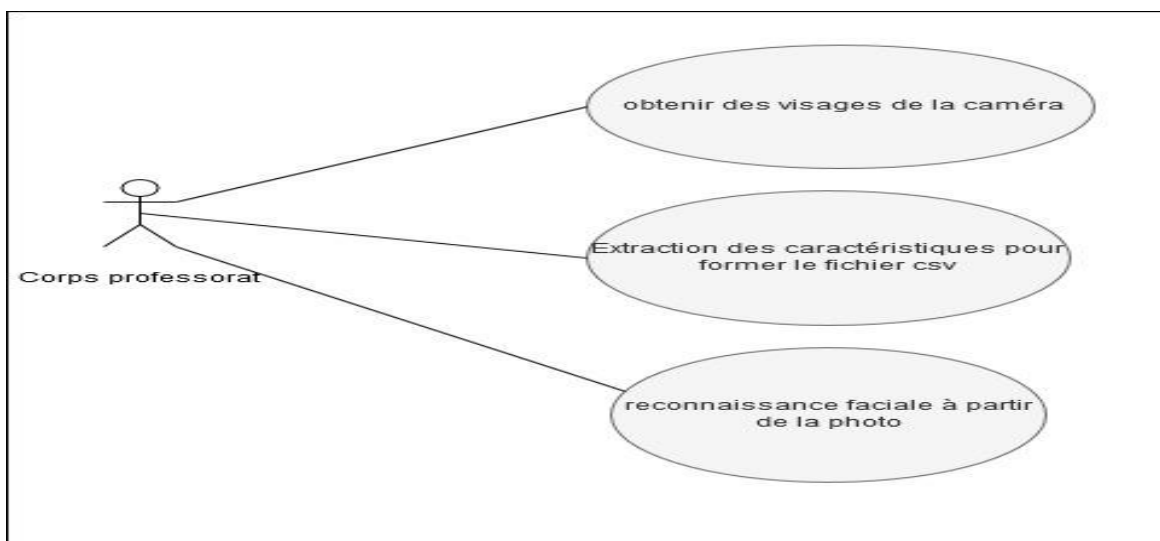 obtenir des visages de la caméra
Extraction des caractéristiques pour
former le fichier csv
Corps professorat
reconnaissance faciale à partir
de la photo